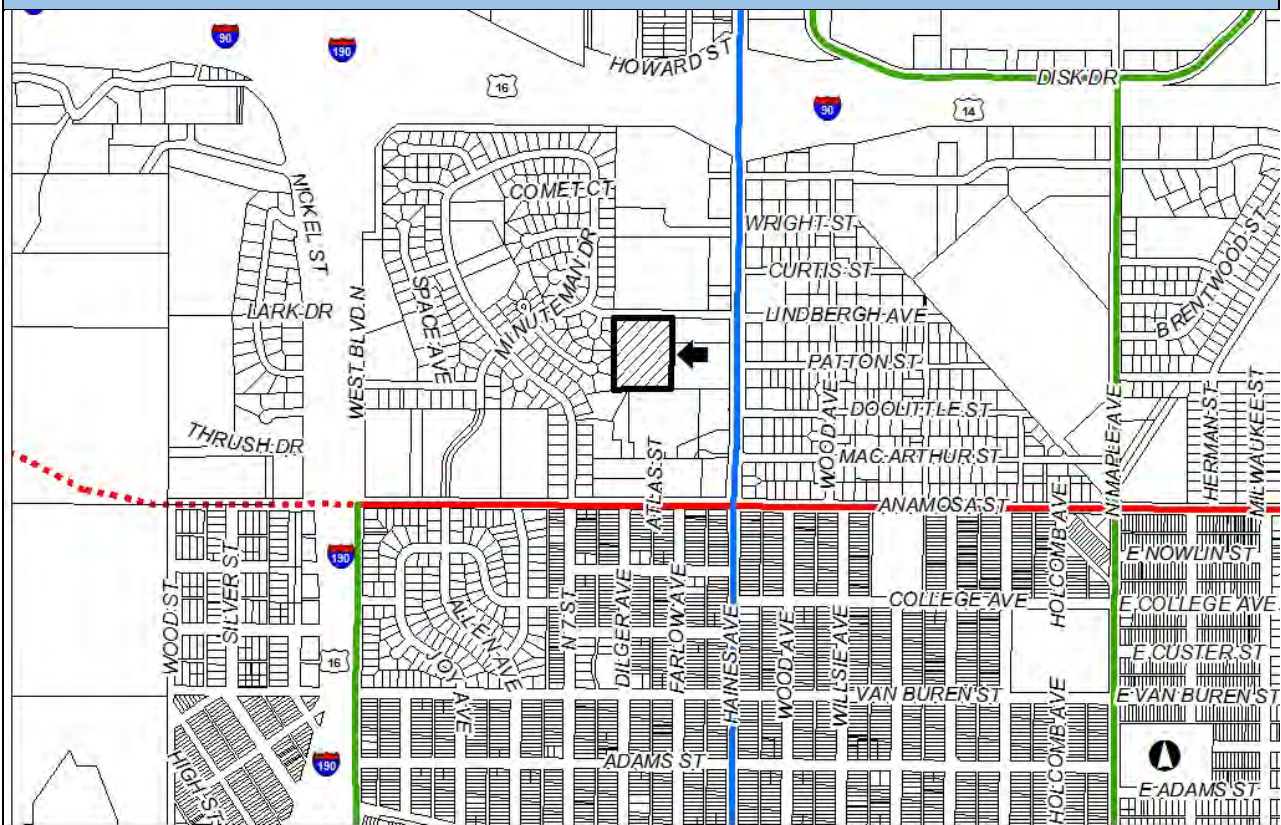 90
190
HOWARD ST
DISK DR
16
90
14
COMET CT
NICKEL ST
WRIGHT ST
CURTIS ST
MINUTEMAN DR
SPACE AVE
BRENTWOOD ST
LARK DR
WEST BLVD N
LINDBERGH AVE
PATTON ST
WOOD AVE
DOOLITTLE ST
N MAPLE AVE
HERMAN ST
MILWAUKEE ST
THRUSH DR
ATLAS ST
MAC ARTHUR ST
ANAMOSA ST
HOLCOMB AVE
190
E NOWLIN ST
WOOD ST
SILVER ST
ALLEN AVE
N 7 ST
DILGER AVE
FARLOW AVE
HAINES AVE
WOOD AVE
WILLSIE AVE
COLLEGE AVE
E COLLEGE AVE
E CUSTER ST
16
JOY AVE
VAN BUREN ST
E VAN BUREN ST
HOLCOMB AVE
HIGH ST
190
ADAMS ST
E ADAMS ST